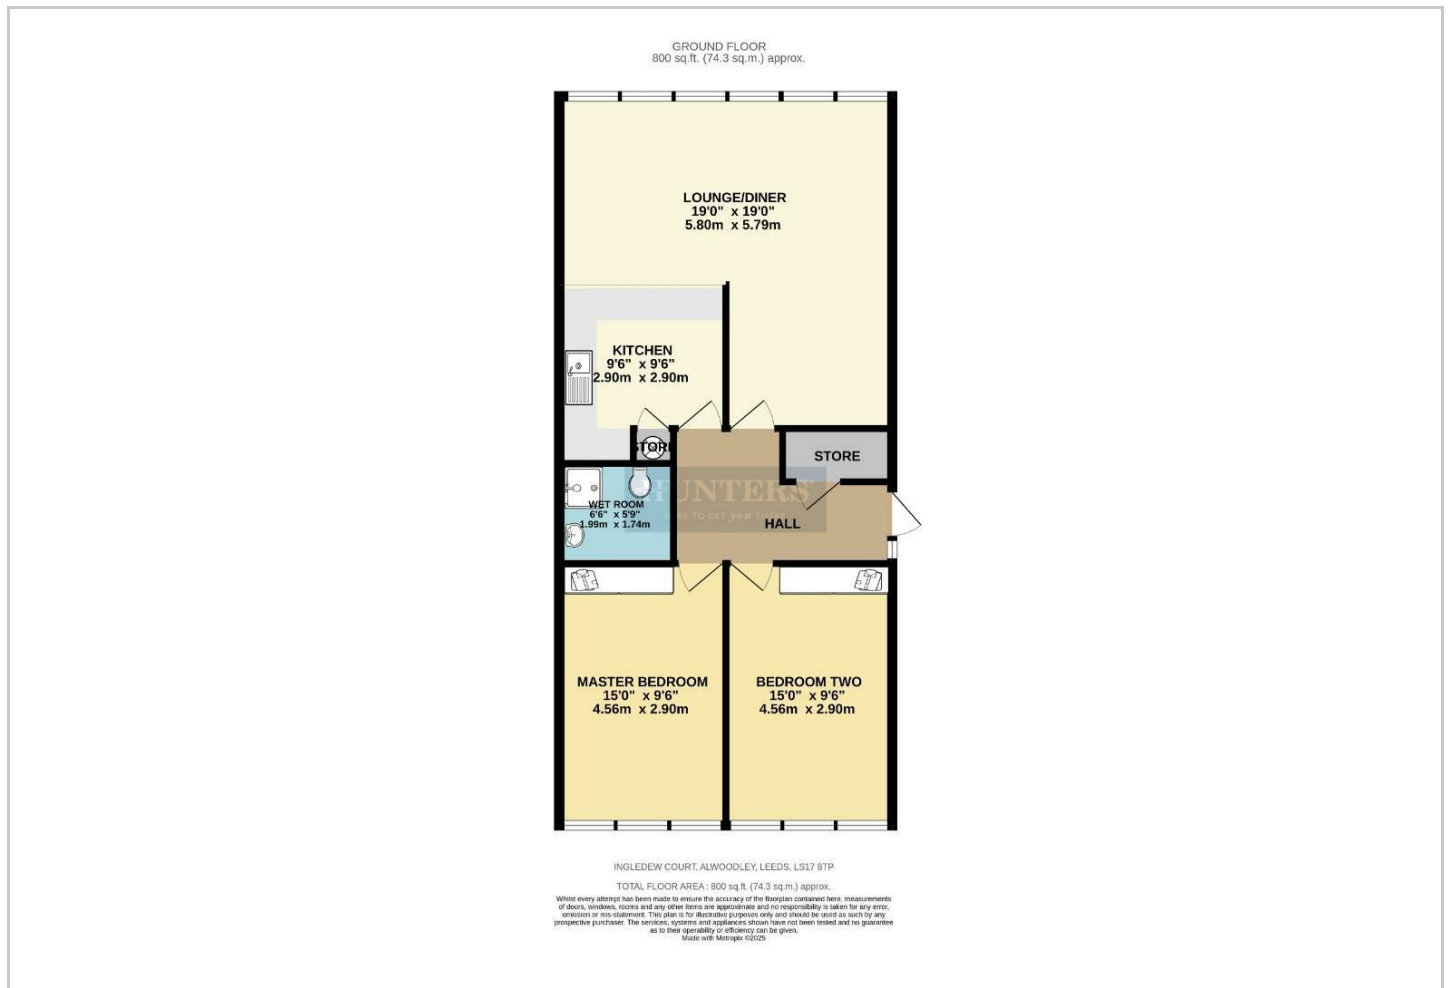 GROUND FLOOR
800 sq.ft. (74.3 sq.m.) approx.
LOUNGE/DINER
19'0" x 19'0"
5.80m x 5.79m
KITCHEN
9'6" x 9'6"
2.90m x 2.90m
STORE
STORE
HUNTERS
HERE TO GET you THERE
WET ROOM
6'6" x 5'9"
1.99m x 1.74m
HALL
MASTER BEDROOM
15'0" x 9'6"
4.56m x 2.90m
BEDROOM TWO
15'0" x 9'6"
4.56m x 2.90m
INGLEDEW COURT, ALWOODLEY, LEEDS, LS17 8TP
TOTAL FLOOR AREA : 800 sq.ft. (74.3 sq.m.) approx.
Whilst every attempt has been made to ensure the accuracy of the floorplan contained here, measurements
of doors, windows, rooms and any other items are approximate and no responsibility is taken for any error,
omission or mis-statement. This plan is for illustrative purposes only and should be used as such by any
prospective purchaser. The services, systems and appliances shown have not been tested and no guarantee
as to their operability or efficiency can be given.
Made with Metropix ©2025